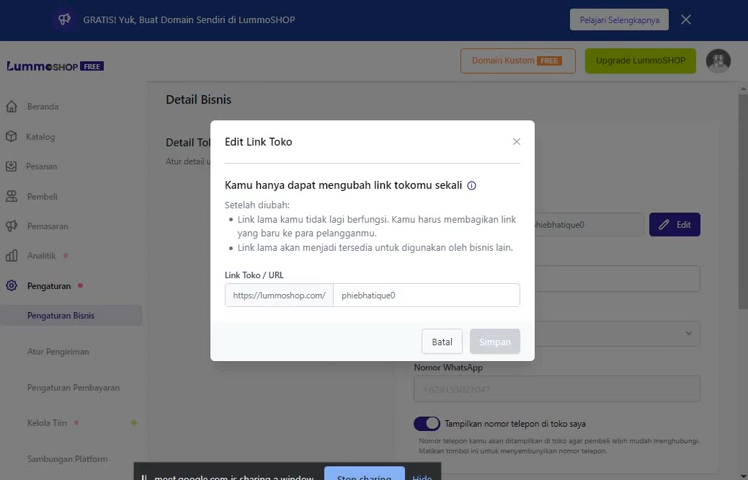 GRATIS! Yuk, Buat Domain Sendiri di LummoSHOP
Pelajari Selengkapnya
LummoSHOP FREE
Domain Kustom FREE
Upgrade LummoSHOP
Beranda
Katalog
Pesanan
Pembeli
Pemasaran
Analitik
Pengaturan
Pengaturan Bisnis
Atur Pengiriman
Pengaturan Pembayaran
Kelola Tim
Sambungan Platform
Detail Bisnis
Detail To
Atur detail u
Edit Link Toko
Kamu hanya dapat mengubah link tokomu sekali
Setelah diubah:
Link lama kamu tidak lagi berfungsi. Kamu harus membagikan link
yang baru ke para pelangganmu.
Link lama akan menjadi tersedia untuk digunakan oleh bisnis lain.
Link Toko / URL
https://lummoshop.com/ phiebhatique0
Batal
Simpan
hiebhatique0
Edit
Nomor WhatsApp
Tampilkan nomor telepon di toko saya
Nomor telepon kamu akan ditampilkan di toko agar pembeli lebih mudah menghubungi.
Matikan tombol ini untuk menyembunyikan nomor telepon.
meet.google.com is sharing a window.
Stop sharing
Hide